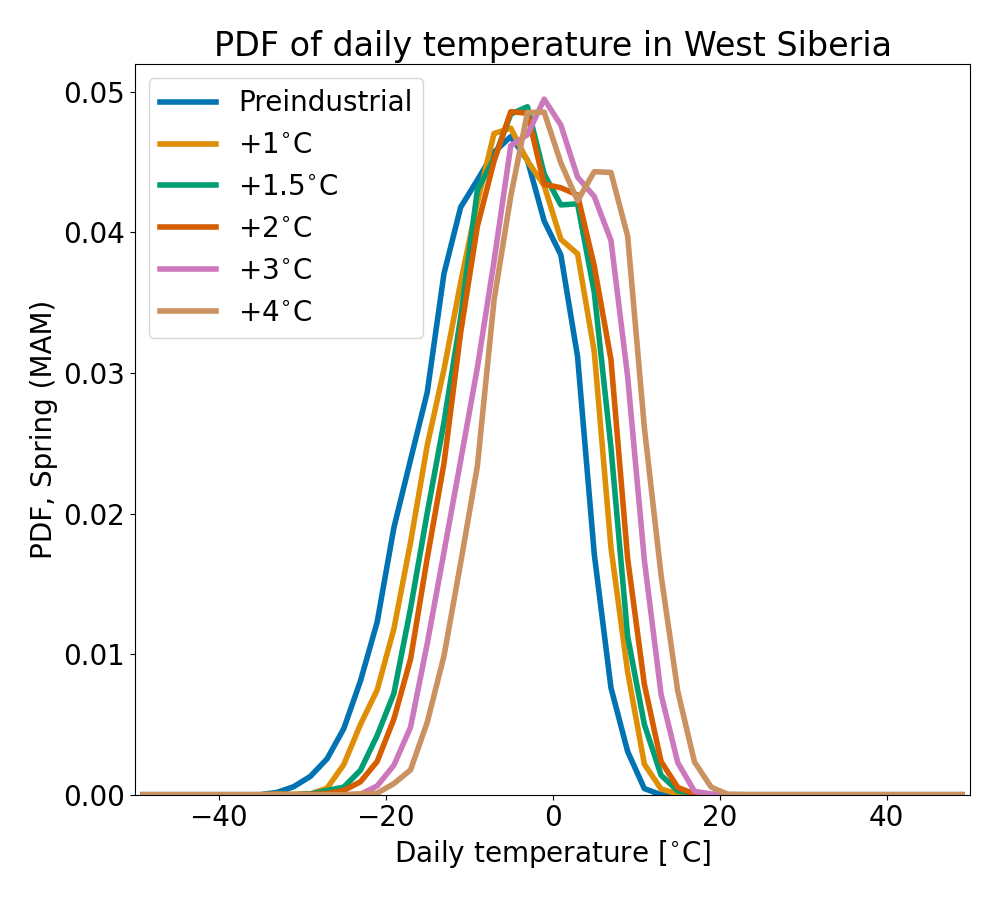 PDF of daily temperature in West Siberia
Preindustrial
+1°C
+1.5°C
+2°C
+3°C
+4°C
PDF, Spring (MAM)
0.05
0.04
0.03
0.02
0.01
0.00
−40
−20
0
20
40
Daily temperature [°C]